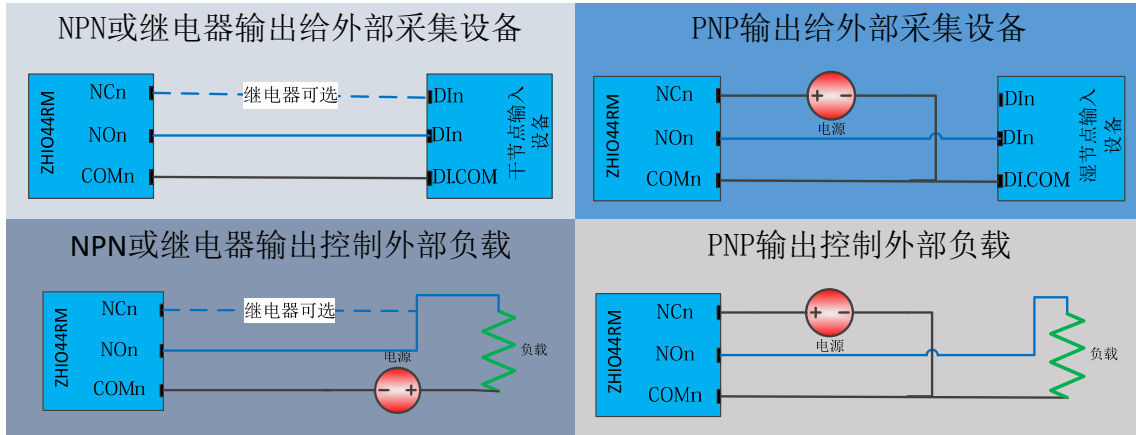 NPN或继电器输出给外部采集设备
ZHIO44RM
NCn
NOn
COMn
继电器可选
DIn
DIn
DI.COM
干节点输入
设备
PNP输出给外部采集设备
ZHIO44RM
NCn
NOn
COMn
+ -
电源
DIn
DIn
DI.COM
湿节点输入
设备
NPN或继电器输出控制外部负载
ZHIO44RM
NCn
NOn
COMn
继电器可选
电源
- +
负载
PNP输出控制外部负载
ZHIO44RM
NCn
NOn
COMn
+ -
电源
负载